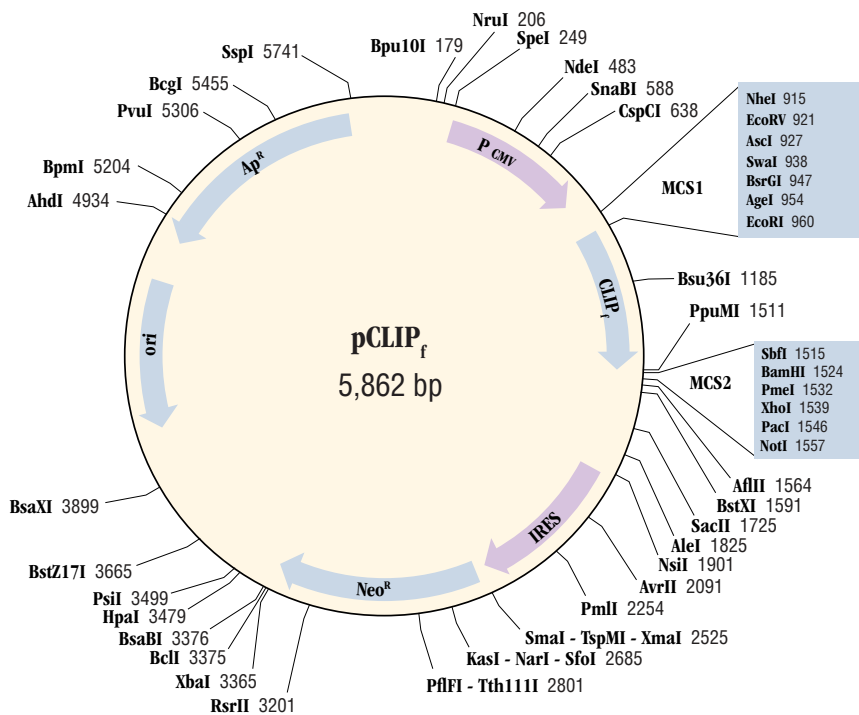 NruI 206
SpeI 249
Bpu10I 179
SspI 5741
NdeI 483
BcgI 5455
SnaBI 588
PvuI 5306
CspCI 638
NheI 915
EcoRV 921
AscI 927
SwaI 938
BsrGI 947
AgeI 954
EcoRI 960
MCS1
BpmI 5204
AhdI 4934
Ap^R
P CMV
CLIP_f
Bsu36I 1185
PpuMI 1511
ori
pCLIP_f
5,862 bp
MCS2
SbfI 1515
BamHI 1524
PmeI 1532
XhoI 1539
PacI 1546
NotI 1557
AflII 1564
BstXI 1591
SacII 1725
AleI 1825
NsiI 1901
AvrII 2091
PmlI 2254
IRES
Neo^R
BsaXI 3899
BstZ17I 3665
PsiI 3499
HpaI 3479
BsaBI 3376
BclI 3375
XbaI 3365
RsrII 3201
SmaI - TspMI - XmaI 2525
KasI - NarI - SfoI 2685
PflFI - Tth111I 2801